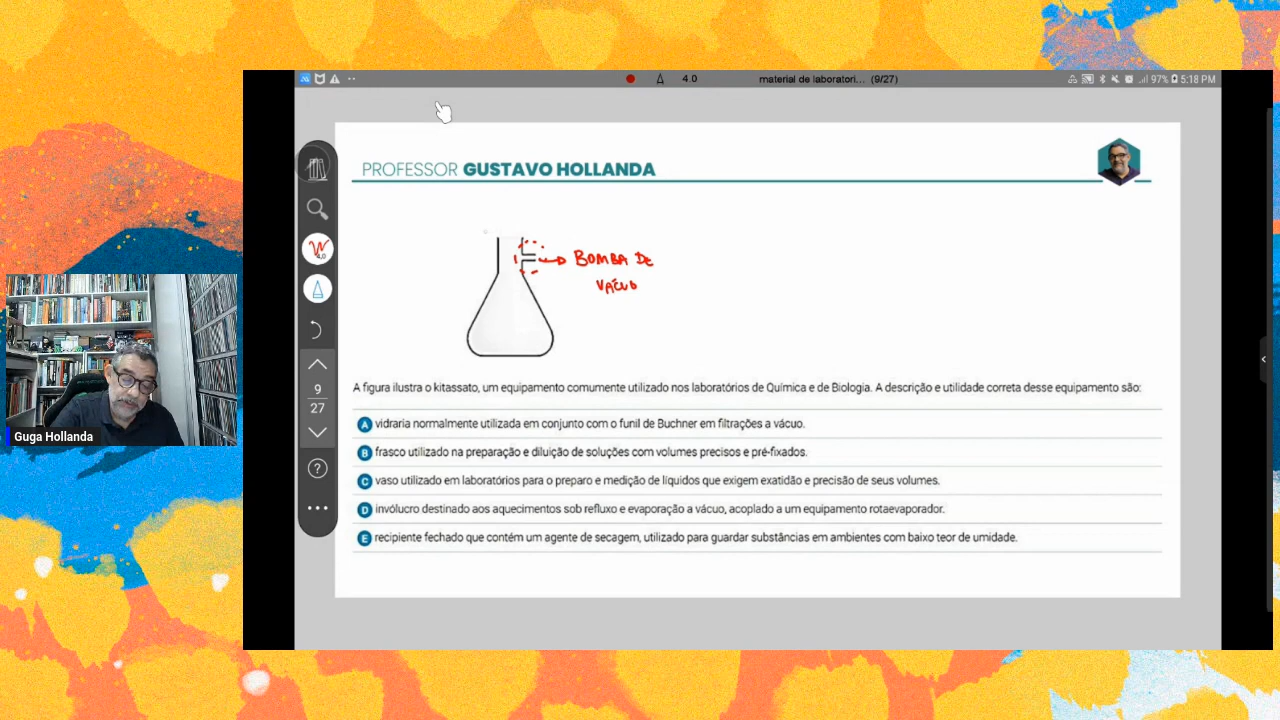 4.0
material de laboratori... (9/27)
97%
5:18 PM
PROFESSOR GUSTAVO HOLLANDA
4.0
BOMBA DE
VÁCUO
9
27
A figura ilustra o kitassato, um equipamento comumente utilizado nos laboratórios de Química e de Biologia. A descrição e utilidade correta desse equipamento são:
A vidraria normalmente utilizada em conjunto com o funil de Buchner em filtrações a vácuo.
B frasco utilizado na preparação e diluição de soluções com volumes precisos e pré-fixados.
C vaso utilizado em laboratórios para o preparo e medição de líquidos que exigem exatidão e precisão de seus volumes.
D invólucro destinado aos aquecimentos sob refluxo e evaporação a vácuo, acoplado a um equipamento rotaevaporador.
E recipiente fechado que contém um agente de secagem, utilizado para guardar substâncias em ambientes com baixo teor de umidade.
Guga Hollanda